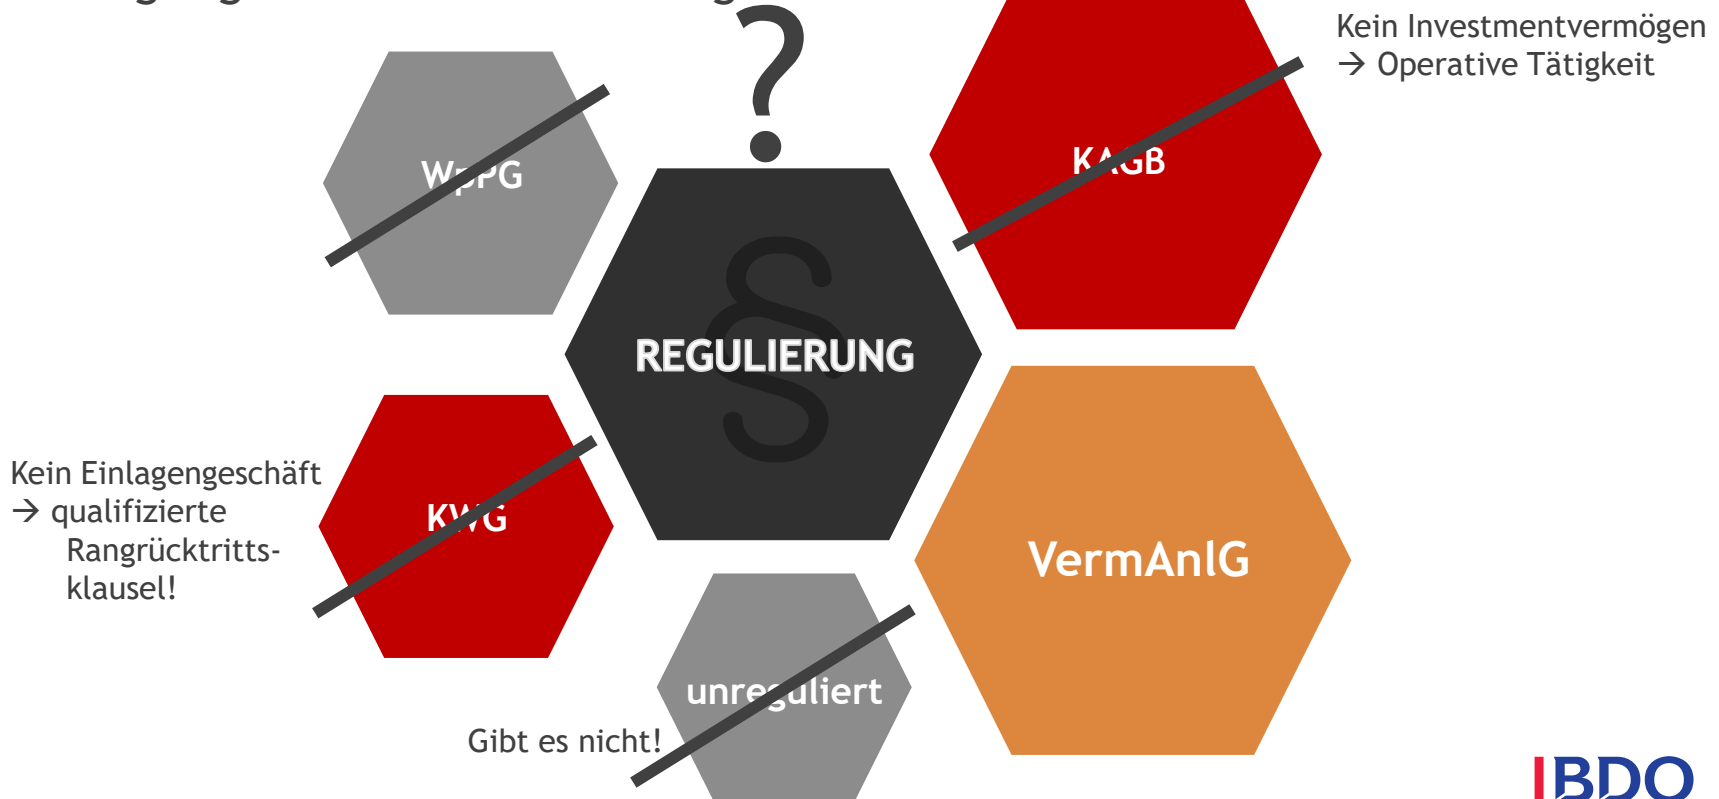 ?
Kein Investmentvermögen
→ Operative Tätigkeit
WpPG
KAGB
§
REGULIERUNG
Kein Einlagengeschäft
→ qualifizierte
Rangrücktritts-
klausel!
KWG
VermAnlG
unreguliert
Gibt es nicht!
BDO